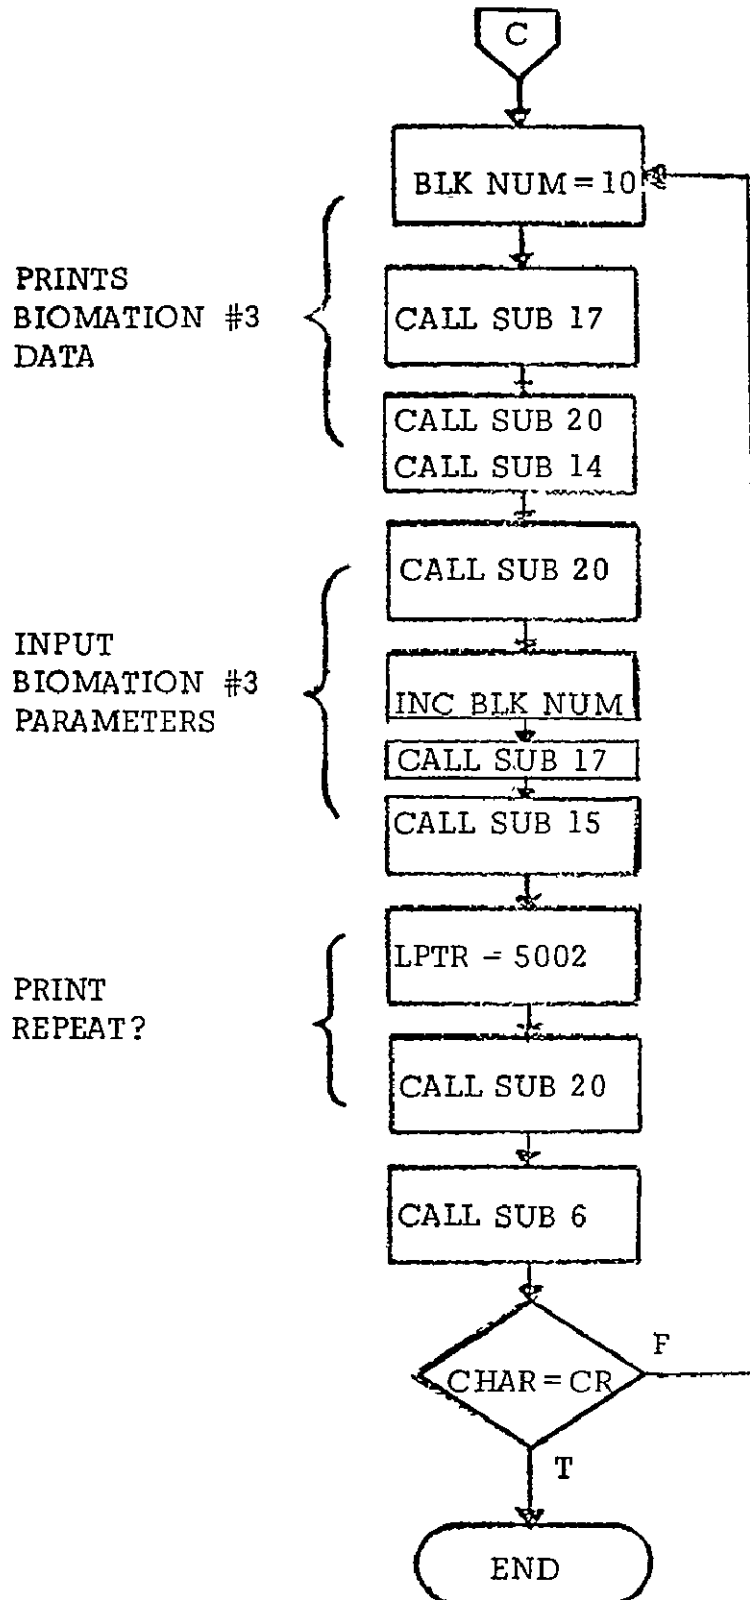 C
BLK NUM = 10
PRINTS
BIOMATION #3
DATA
CALL SUB 17
CALL SUB 20
CALL SUB 14
CALL SUB 20
INPUT
BIOMATION #3
PARAMETERS
INC BLK NUM
CALL SUB 17
CALL SUB 15
LPTR = 5002
PRINT
REPEAT?
CALL SUB 20
CALL SUB 6
CHAR = CR
F
T
END